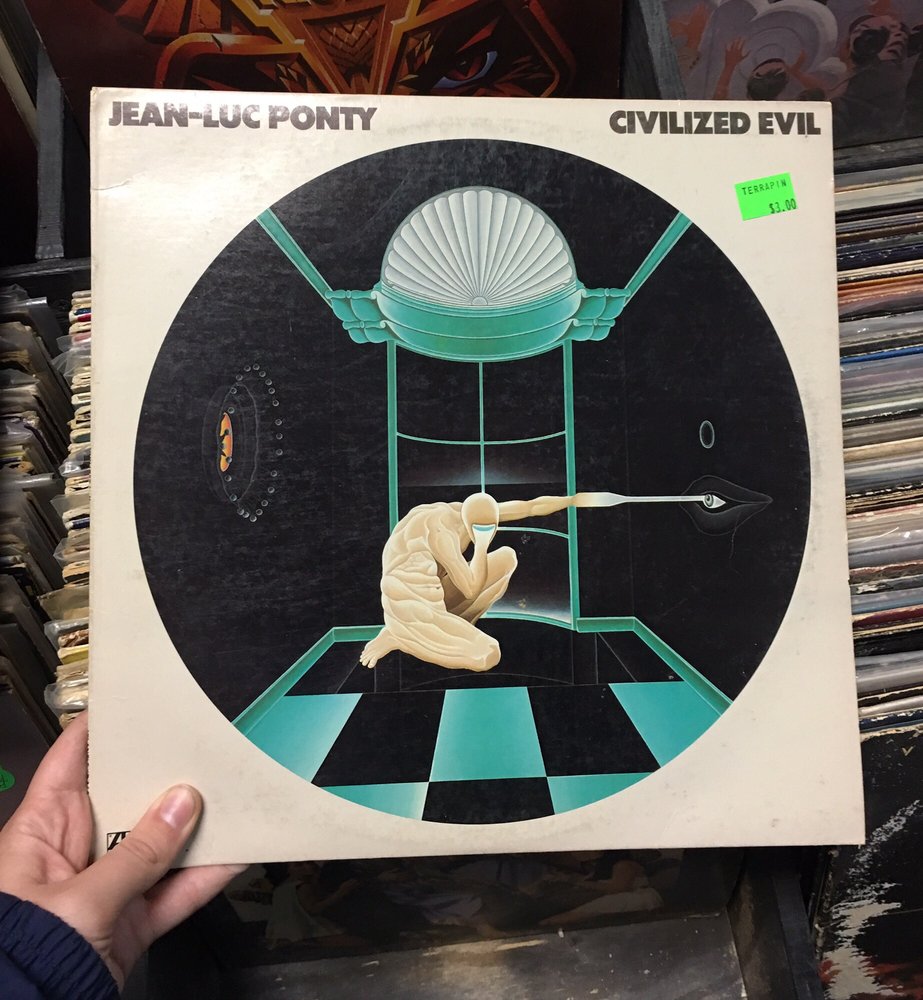 JEAN-LUC PONTY
CIVILIZED EVIL
TERRAPIN
$3.00